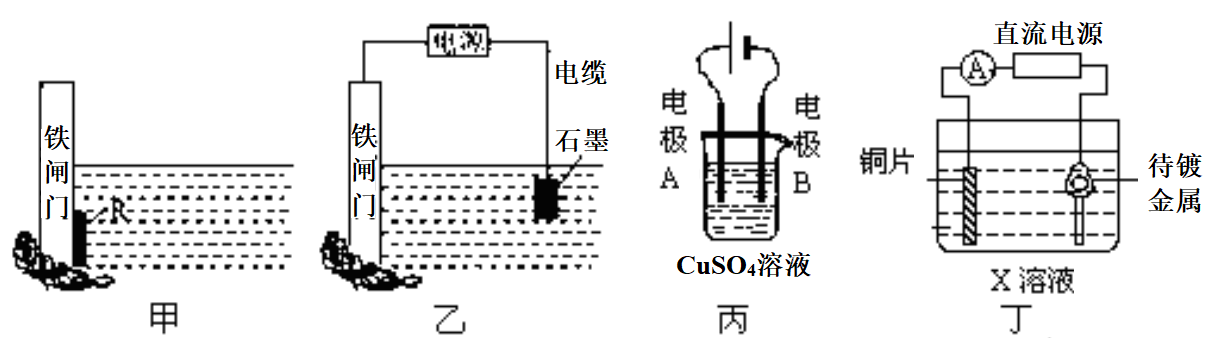 铁闸门
R
甲
电源
电缆
铁闸门
石墨
乙
电极A
电极B
CuSO₄溶液
丙
直流电源
A
铜片
待镀
金属
X溶液
丁